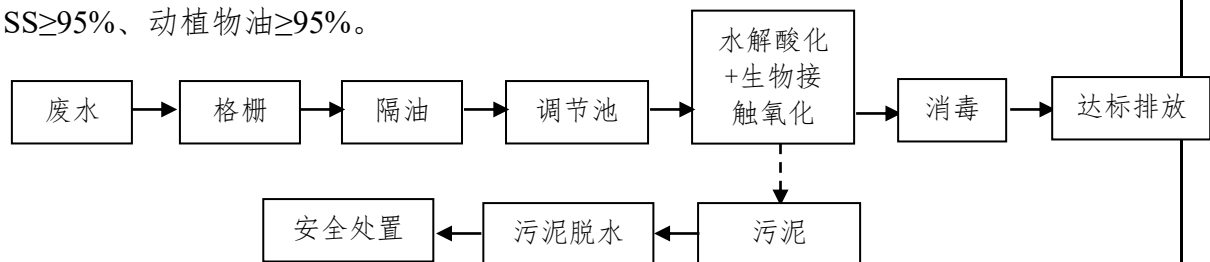 SS≥95%、动植物油≥95%。
废水
格栅
隔油
调节池
水解酸化
+生物接
触氧化
消毒
达标排放
安全处置
污泥脱水
污泥